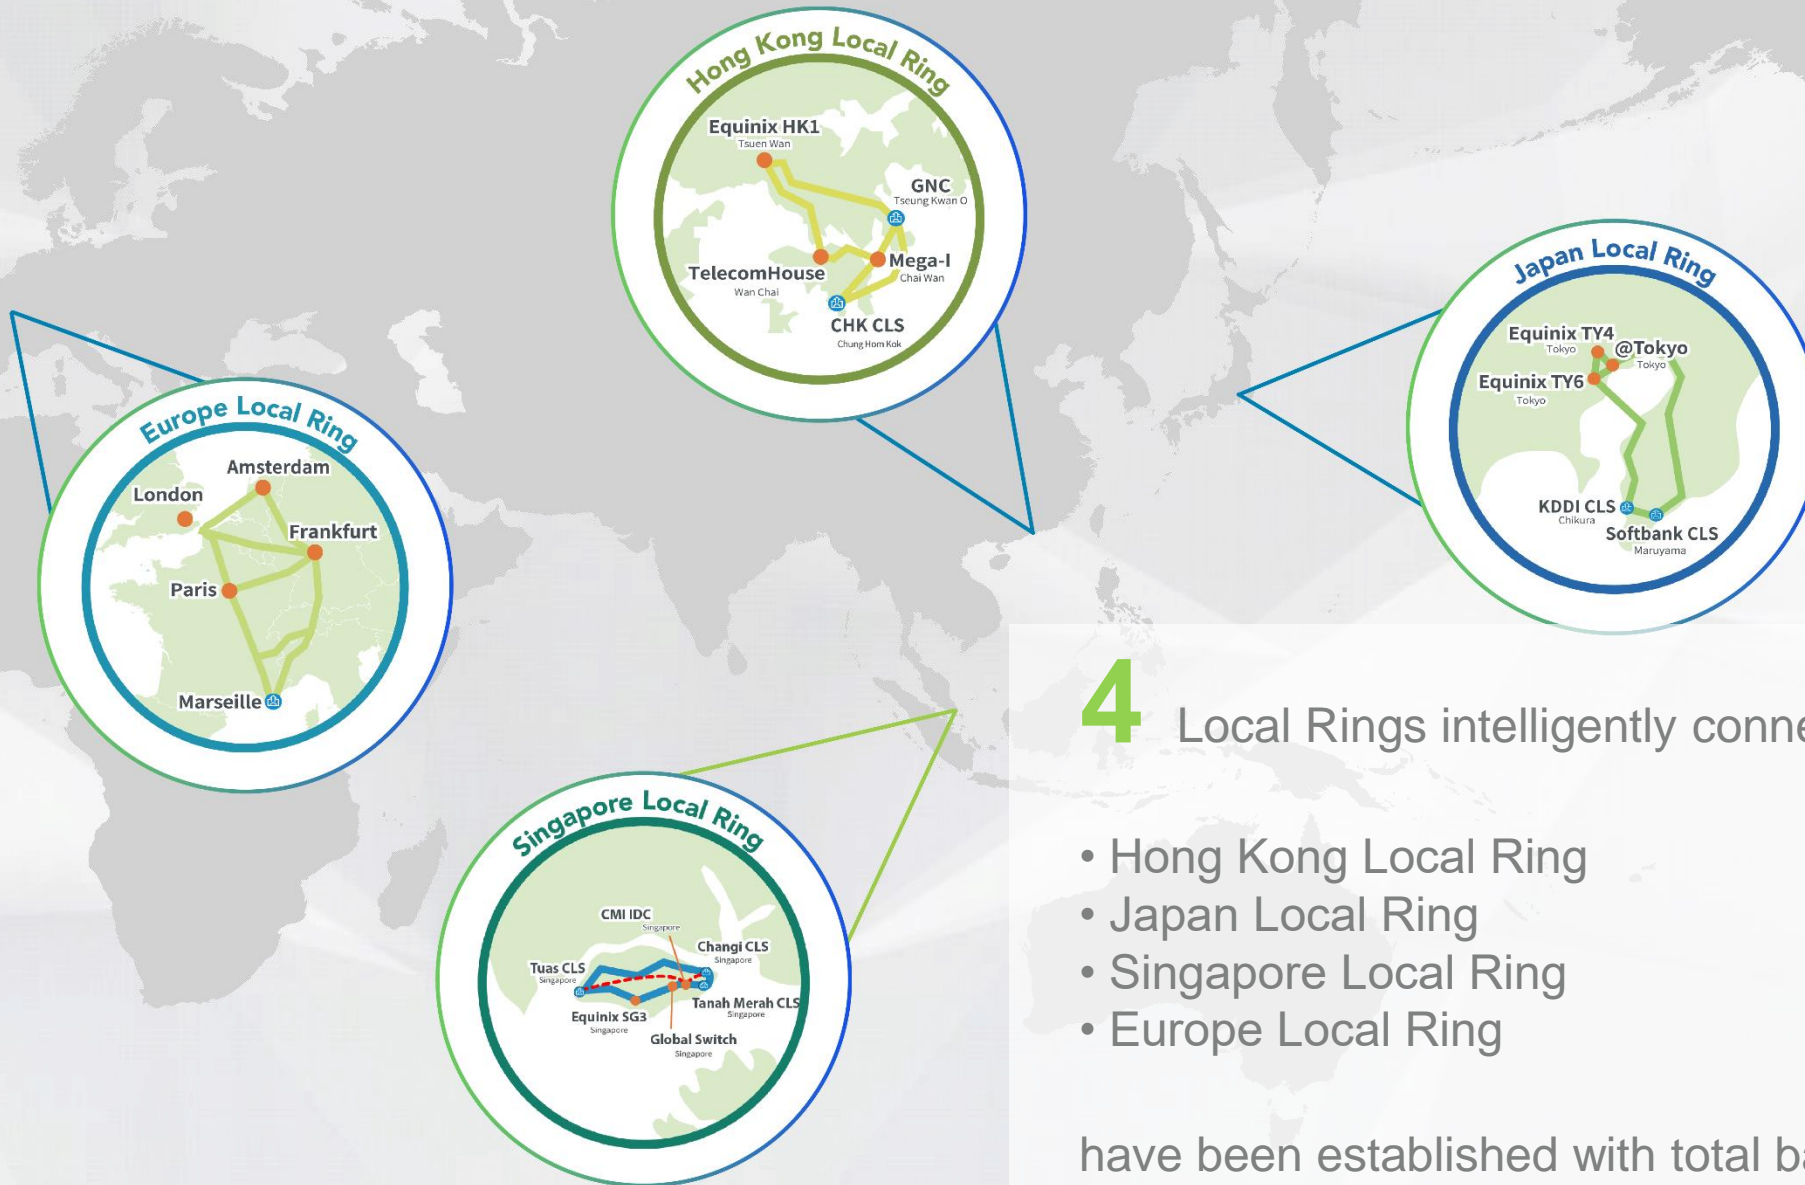 Hong Kong Local Ring
Equinix HK1
Tsuen Wan
GNC
Tseung Kwan O
TelecomHouse
Wan Chai
Mega-I
Chai Wan
CHK CLS
Chung Hom Kok
Japan Local Ring
Equinix TY4
Tokyo
@Tokyo
Tokyo
Equinix TY6
Tokyo
KDDI CLS
Chikura
Softbank CLS
Maruyama
Europe Local Ring
Amsterdam
London
Frankfurt
Paris
Marseille
Singapore Local Ring
CMI IDC
Singapore
Changi CLS
Singapore
Tuas CLS
Singapore
Tanah Merah CLS
Singapore
Equinix SG3
Singapore
Global Switch
Singapore
4 Local Rings intelligently conne
• Hong Kong Local Ring
• Japan Local Ring
• Singapore Local Ring
• Europe Local Ring
have been established with total ba